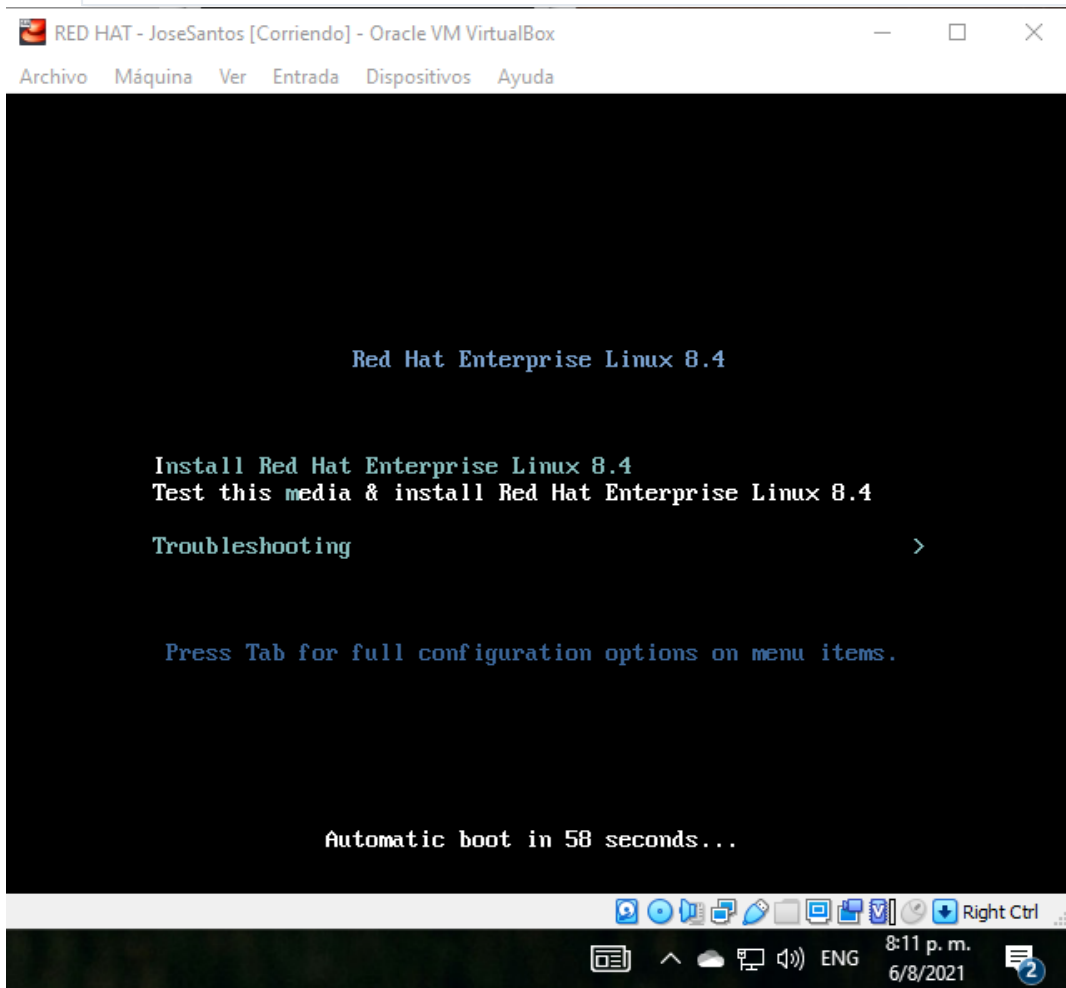 RED HAT - JoseSantos [Corriendo] - Oracle VM VirtualBox
Archivo Máquina Ver Entrada Dispositivos Ayuda
Red Hat Enterprise Linux 8.4
Install Red Hat Enterprise Linux 8.4
Test this media & install Red Hat Enterprise Linux 8.4
Troubleshooting >
Press Tab for full configuration options on menu items.
Automatic boot in 58 seconds...
Right Ctrl
ENG
8:11 p. m.
6/8/2021
2